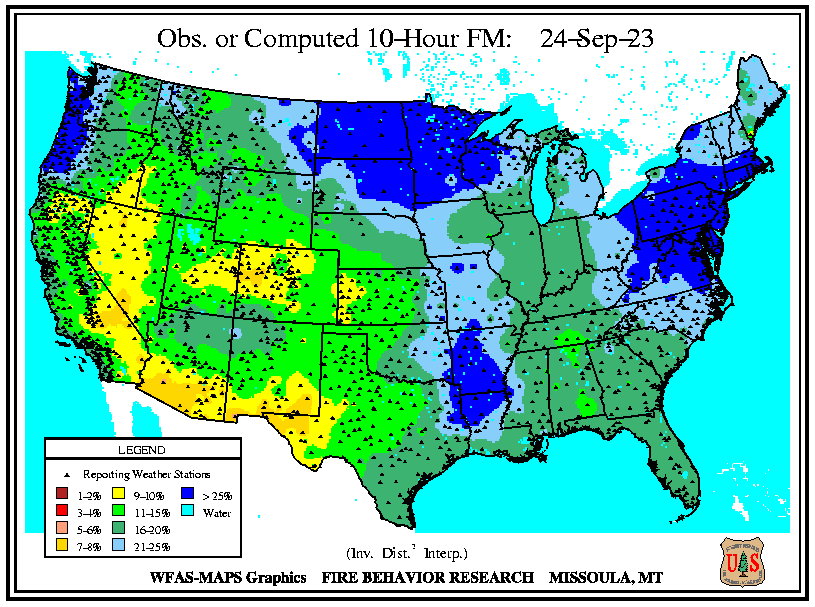 Obs. or Computed 10-Hour FM: 24-Sep-23
LEGEND
Reporting Weather Stations
1-2% 9-10% > 25%
3-4% 11-15% Water
5-6% 16-20%
7-8% 21-25%
(Inv. Dist.² Interp.)
WFAS-MAPS Graphics FIRE BEHAVIOR RESEARCH MISSOULA, MT
U S